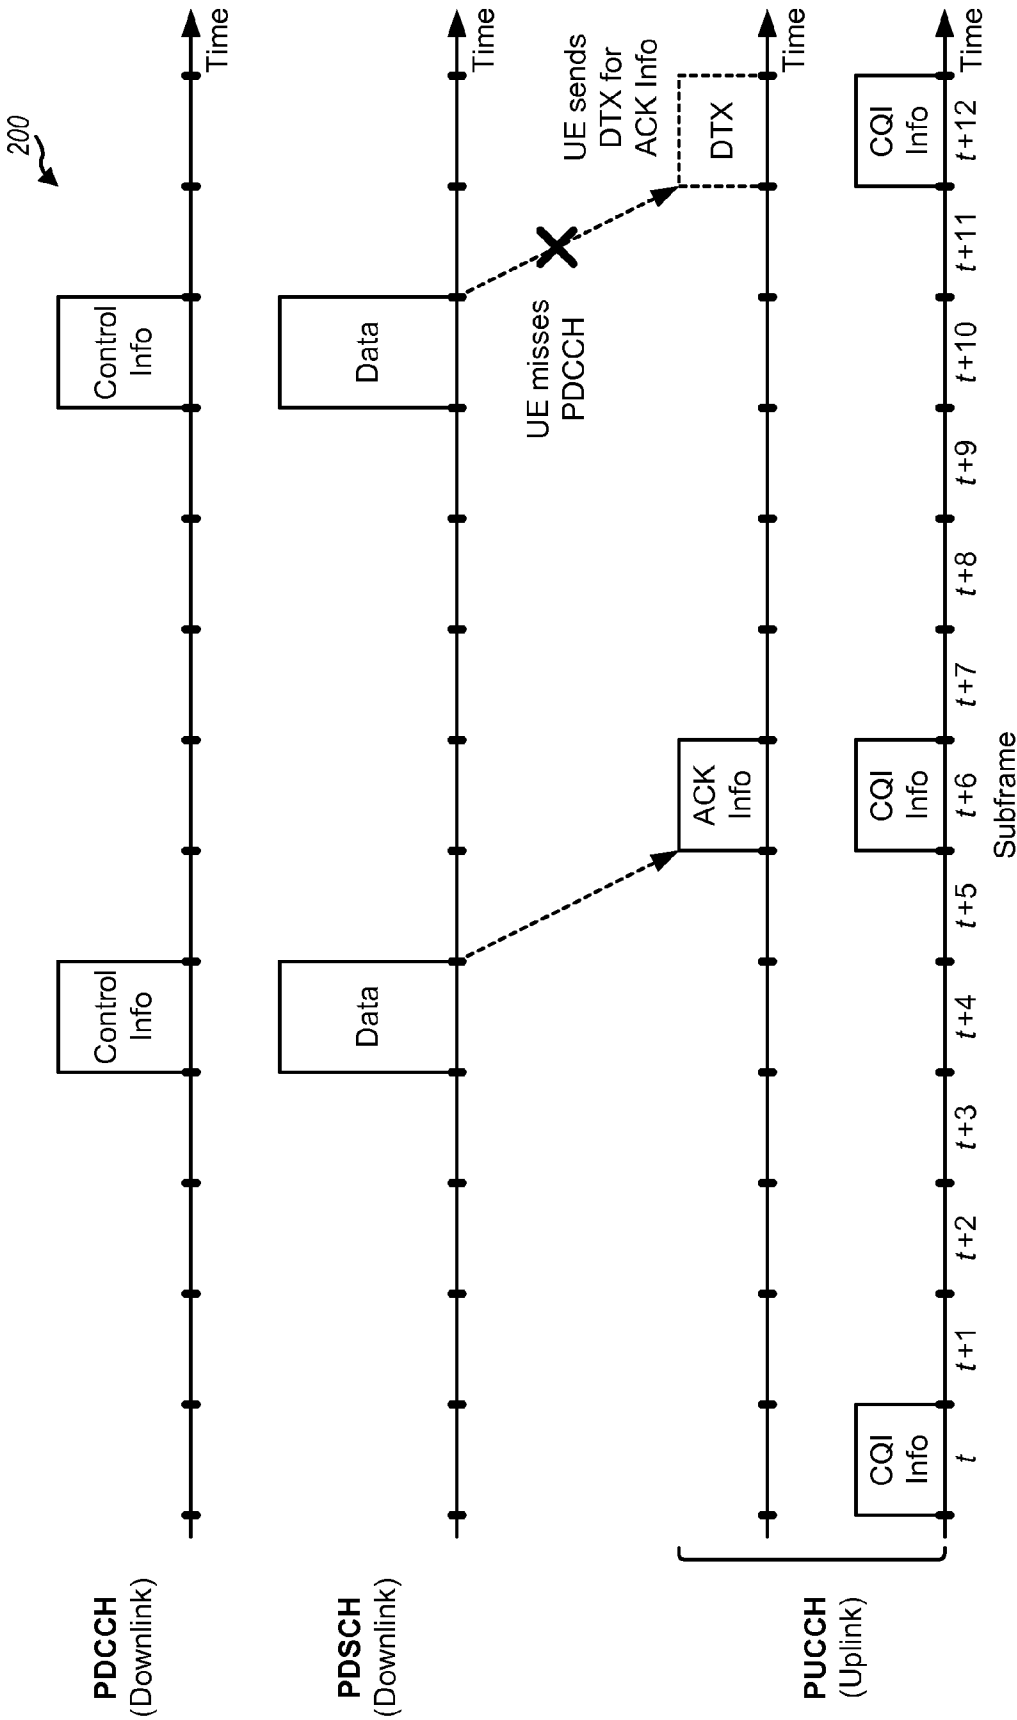 200
PDCCH
(Downlink)
Control
Info
Control
Info
Time
PDSCH
(Downlink)
Data
Data
Time
UE misses
PDCCH
UE sends
DTX for
ACK Info
PUCCH
(Uplink)
ACK
Info
DTX
Time
CQI
Info
CQI
Info
CQI
Info
Time
t
t+1
t+2
t+3
t+4
t+5
t+6
t+7
t+8
t+9
t+10
t+11
t+12
Subframe